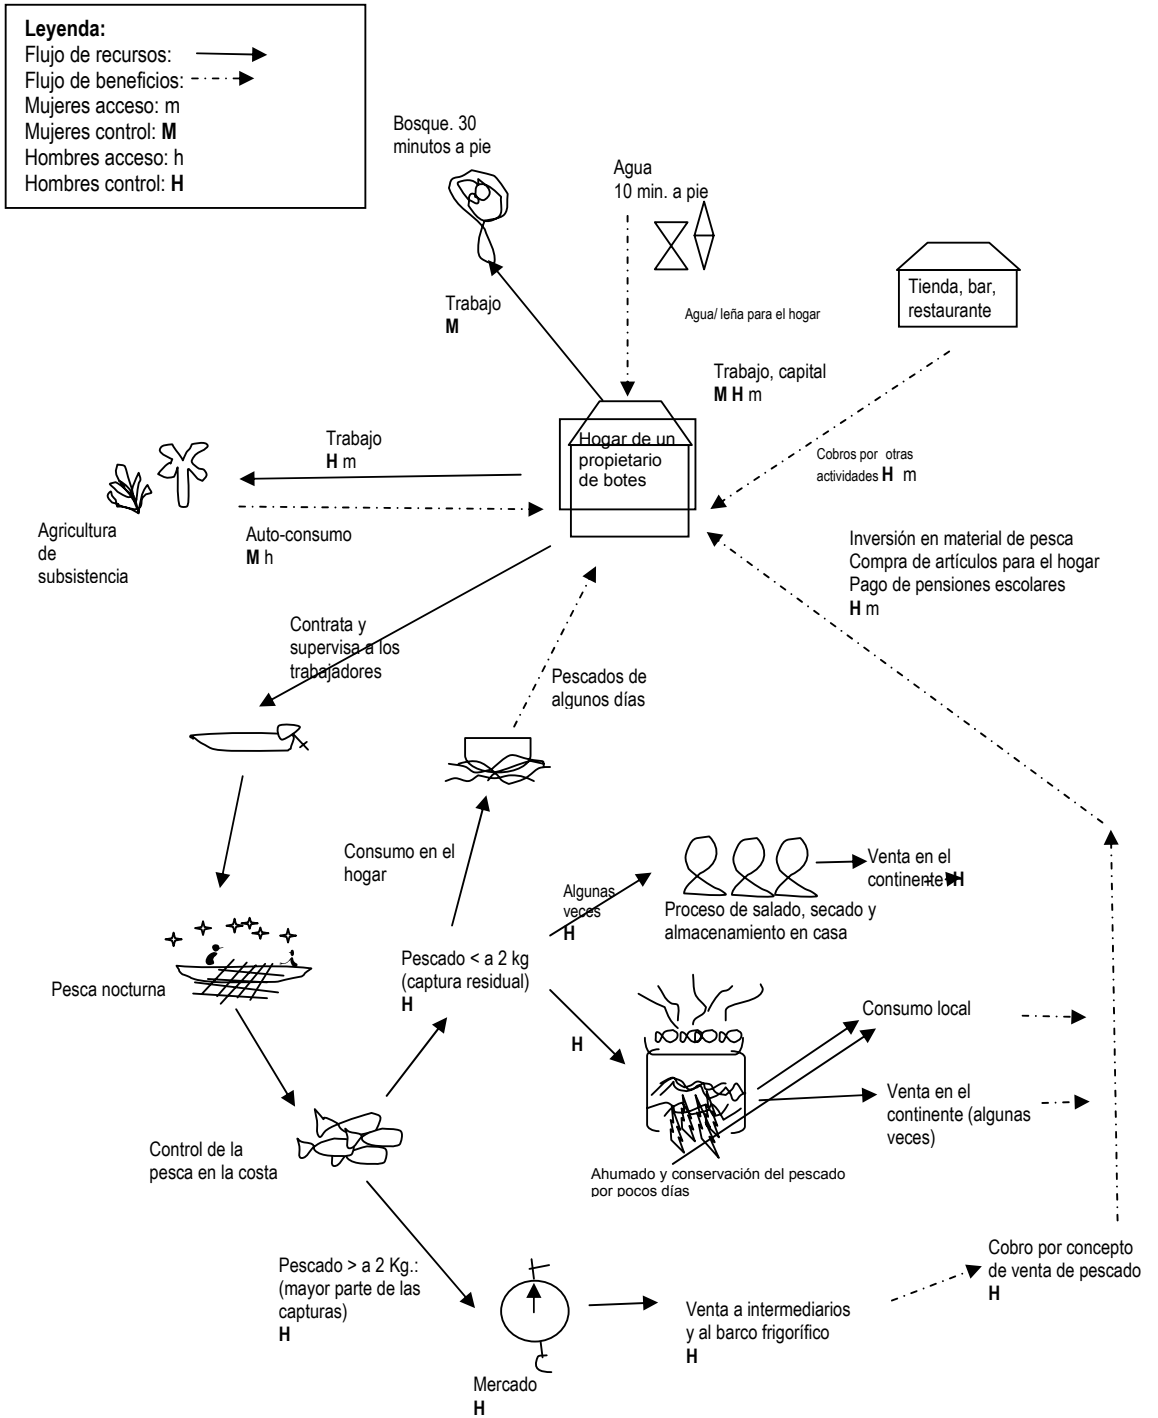 Leyenda:
Flujo de recursos:
Flujo de beneficios:
Mujeres acceso: m
Mujeres control: M
Hombres acceso: h
Hombres control: H
Bosque. 30
minutos a pie
Agua
10 min. a pie
Tienda, bar,
restaurante
Trabajo
M
Agua/ leña para el hogar
Trabajo, capital
M H m
Hogar de un
propietario
de botes
Trabajo
H m
Cobros por otras
actividades H m
Agricultura
de
subsistencia
Auto-consumo
M h
Inversión en material de pesca
Compra de artículos para el hogar
Pago de pensiones escolares
H m
Contrata y
supervisa a los
trabajadores
Pescados de
algunos días
Consumo en el
hogar
Algunas
veces
H
Venta en el
continente H
Proceso de salado, secado y
almacenamiento en casa
Pesca nocturna
Pescado < a 2 kg
(captura residual)
H
H
Consumo local
Venta en el
continente (algunas
veces)
Control de la
pesca en la costa
Ahumado y conservación del pescado
por pocos días
Pescado > a 2 Kg.:
(mayor parte de las
capturas)
H
Cobro por concepto
de venta de pescado
H
Venta a intermediarios
y al barco frigorífico
H
Mercado
H